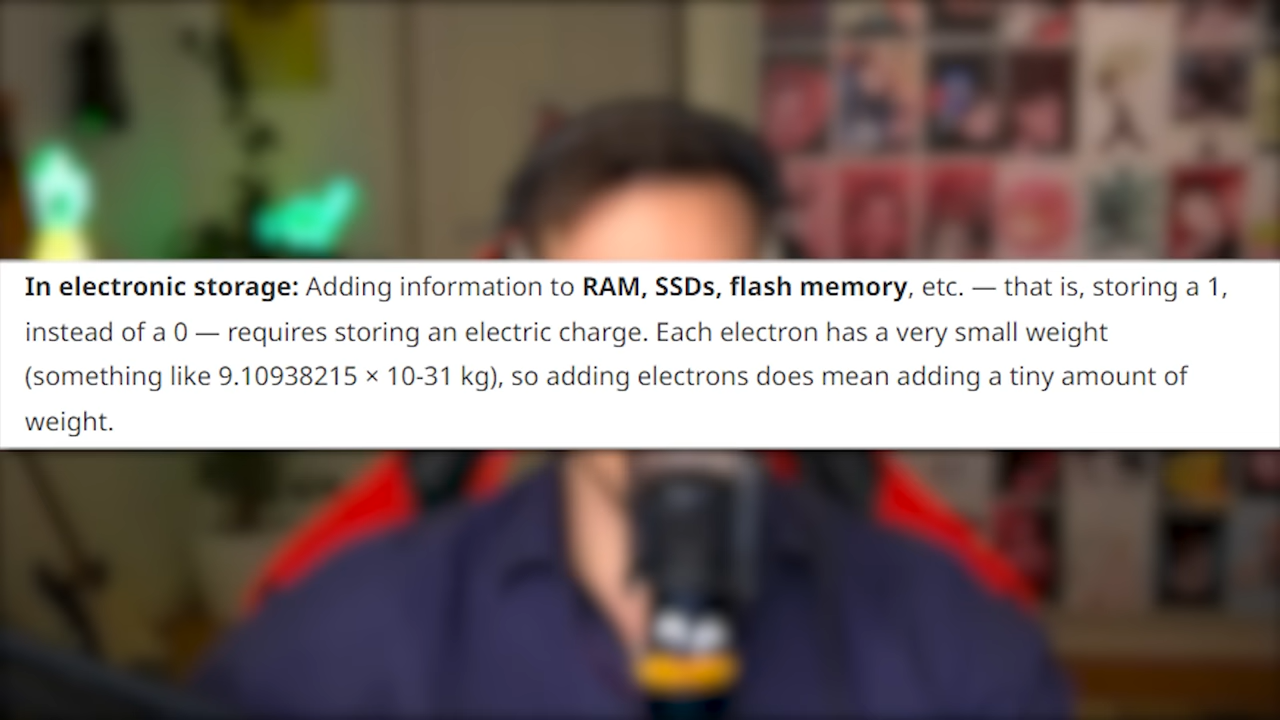 In electronic storage: Adding information to RAM, SSDs, flash memory, etc. — that is, storing a 1,
instead of a 0 — requires storing an electric charge. Each electron has a very small weight
(something like 9.10938215 × 10-31 kg), so adding electrons does mean adding a tiny amount of
weight.